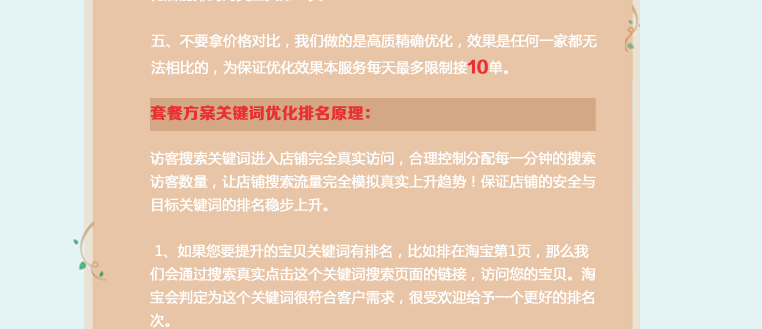 五、不要拿价格对比，我们做的是高质精确优化，效果是任何一家都无
法相比的，为保证优化效果本服务每天最多限制接10单。
套餐方案关键词优化排名原理：
访客搜索关键词进入店铺完全真实访问，合理控制分配每一分钟的搜索
访客数量，让店铺搜索流量完全模拟真实上升趋势！保证店铺的安全与
目标关键词的排名稳步上升。
1、如果您要提升的宝贝关键词有排名，比如排在淘宝第1页，那么我
们会通过搜索真实点击这个关键词搜索页面的链接，访问您的宝贝。淘
宝会判定为这个关键词很符合客户需求，很受欢迎给予一个更好的排名
次。